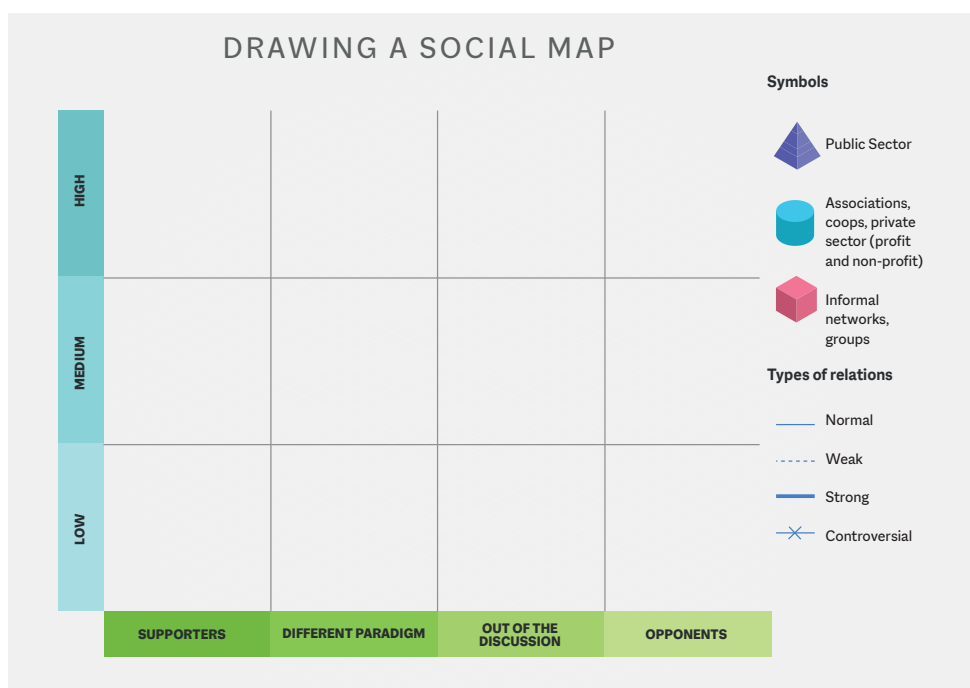 DRAWING A SOCIAL MAP
HIGH
MEDIUM
LOW
SUPPORTERS
DIFFERENT PARADIGM
OUT OF THE
DISCUSSION
OPPONENTS
Symbols
Public Sector
Associations,
coops, private
sector (profit
and non-profit)
Informal
networks,
groups
Types of relations
Normal
Weak
Strong
Controversial